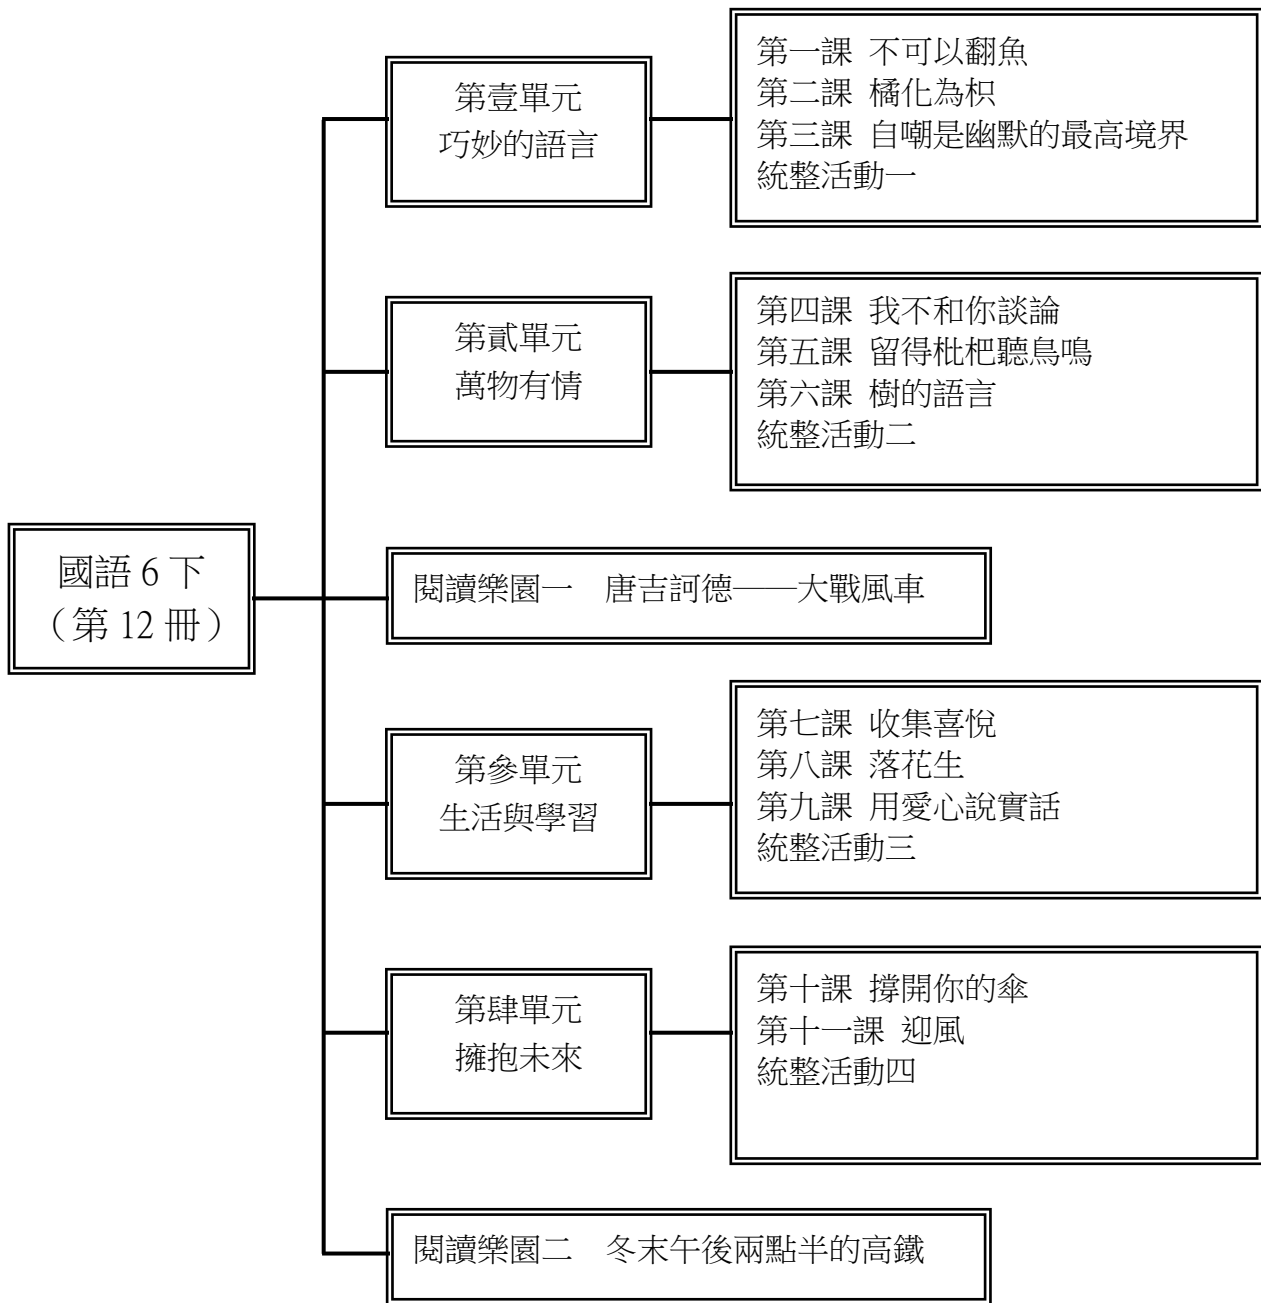 國語 6 下
（第 12 冊）
第壹單元
巧妙的語言
第一課 不可以翻魚
第二課 橘化為枳
第三課 自嘲是幽默的最高境界
統整活動一
第貳單元
萬物有情
第四課 我不和你談論
第五課 留得枇杷聽鳥鳴
第六課 樹的語言
統整活動二
閱讀樂園一　唐吉訶德——大戰風車
第參單元
生活與學習
第七課 收集喜悅
第八課 落花生
第九課 用愛心說實話
統整活動三
第肆單元
擁抱未來
第十課 撐開你的傘
第十一課 迎風
統整活動四
閱讀樂園二　冬末午後兩點半的高鐵